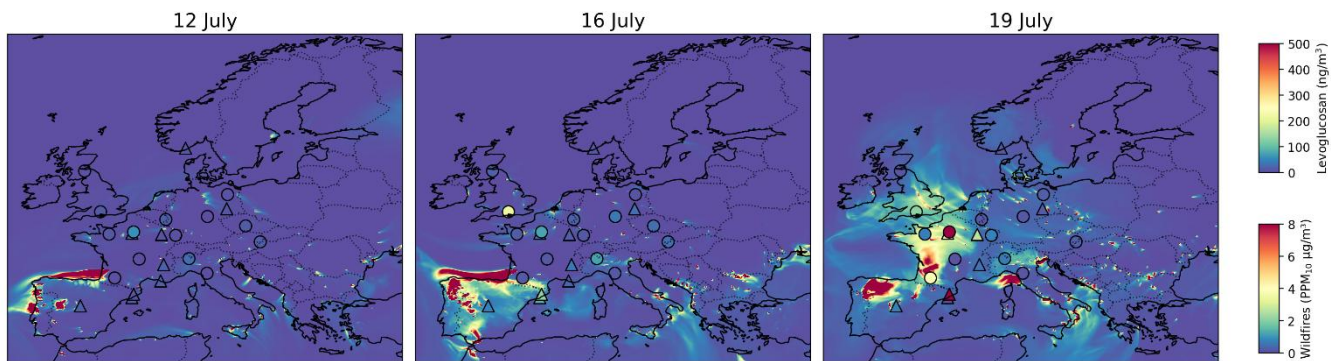 12 July
16 July
19 July
500
400
300
200
100
0
Levoglucosan (ng/m³)
8
6
4
2
0
Wildfires (PPM₁₀ µg/m³)